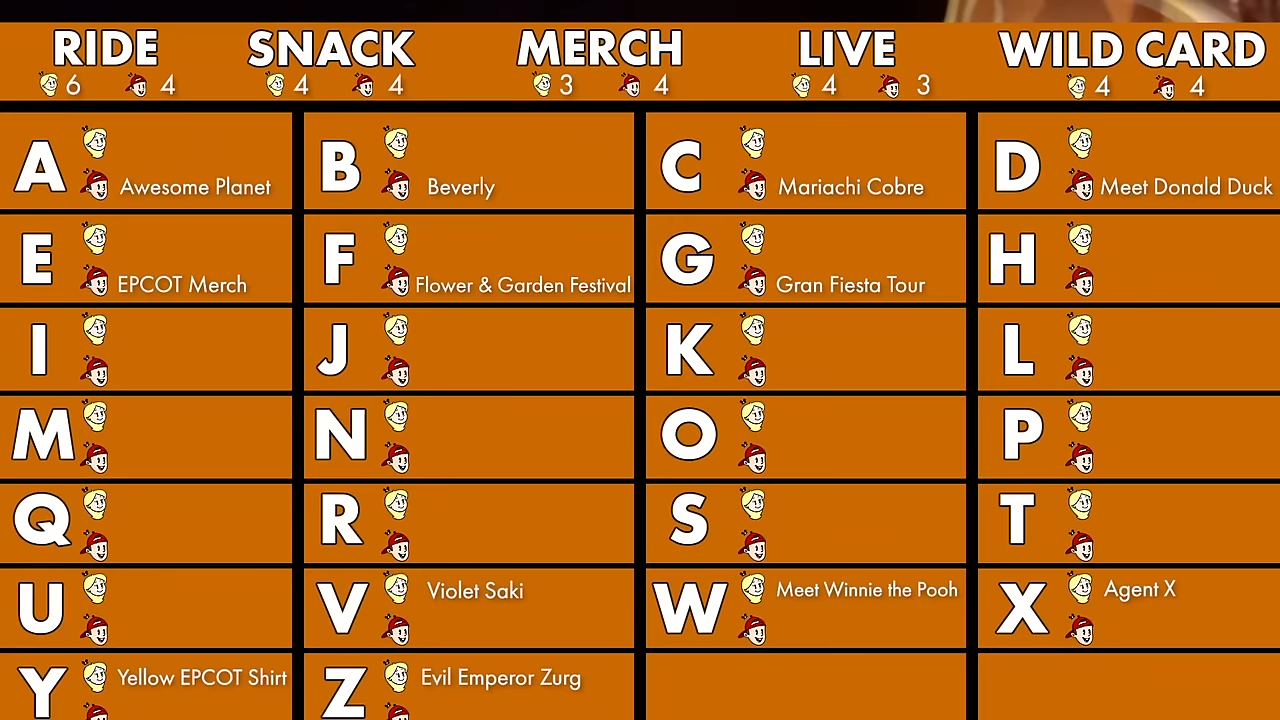 RIDE SNACK MERCH LIVE WILD CARD
6 4 4 4 3 4 4 3 4 4
A B C D
Awesome Planet Beverly Mariachi Cobre Meet Donald Duck
E F G H
EPCOT Merch Flower & Garden Festival Gran Fiesta Tour
I J K L
M N O P
Q R S T
U V Violet Saki W Meet Winnie the Pooh X Agent X
Y Yellow EPCOT Shirt Z Evil Emperor Zurg